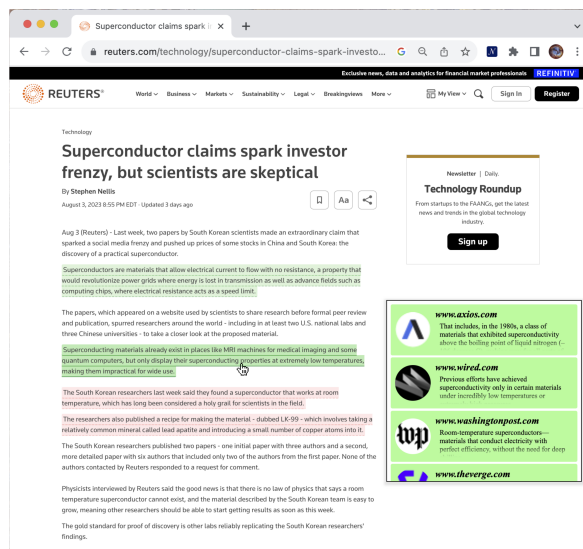 Superconductor claims spark i
reuters.com/technology/superconductor-claims-spark-investo...
Exclusive news, data and analytics for financial market professionals REFINITIV
REUTERS®
World Business Markets Sustainability Legal Breakingviews More
My View Sign In Register
Technology
Superconductor claims spark investor
frenzy, but scientists are skeptical
By Stephen Nellis
August 3, 2023 8:55 PM EDT · Updated 3 days ago
Aa
Aug 3 (Reuters) - Last week, two papers by South Korean scientists made an extraordinary claim that
sparked a social media frenzy and pushed up prices of some stocks in China and South Korea: the
discovery of a practical superconductor.
Superconductors are materials that allow electrical current to flow with no resistance, a property that
would revolutionize power grids where energy is lost in transmission as well as advance fields such as
computing chips, where electrical resistance acts as a speed limit.
The papers, which appeared on a website used by scientists to share research before formal peer review
and publication, spurred researchers around the world - including in at least two U.S. national labs and
three Chinese universities - to take a closer look at the proposed material.
Superconducting materials already exist in places like MRI machines for medical imaging and some
quantum computers, but only display their superconducting properties at extremely low temperatures,
making them impractical for wide use.
The South Korean researchers last week said they found a superconductor that works at room
temperature, which has long been considered a holy grail for scientists in the field.
The researchers also published a recipe for making the material - dubbed LK-99 - which involves taking a
relatively common mineral called lead apatite and introducing a small number of copper atoms into it.
The South Korean researchers published two papers - one initial paper with three authors and a second,
more detailed paper with six authors that included only two of the authors from the first paper. None of the
authors contacted by Reuters responded to a request for comment.
Physicists interviewed by Reuters said the good news is that there is no law of physics that says a room
temperature superconductor cannot exist, and the material described by the South Korean team is easy to
grow, meaning other researchers should be able to start getting results as soon as this week.
The gold standard for proof of discovery is other labs reliably replicating the South Korean researchers'
findings.
Newsletter | Daily.
Technology Roundup
From startups to the FAANGs, get the latest
news and trends in the global technology
industry.
Sign up
www.axios.com
That includes, in the 1980s, a class of
materials that exhibited superconductivity
above the boiling point of liquid nitrogen (–
www.wired.com
Previous efforts have achieved
superconductivity only in certain materials
under incredibly low temperatures or
www.washingtonpost.com
wp
Room-temperature superconductors—
materials that conduct electricity with
perfect efficiency, without the need for deep
www.theverge.com